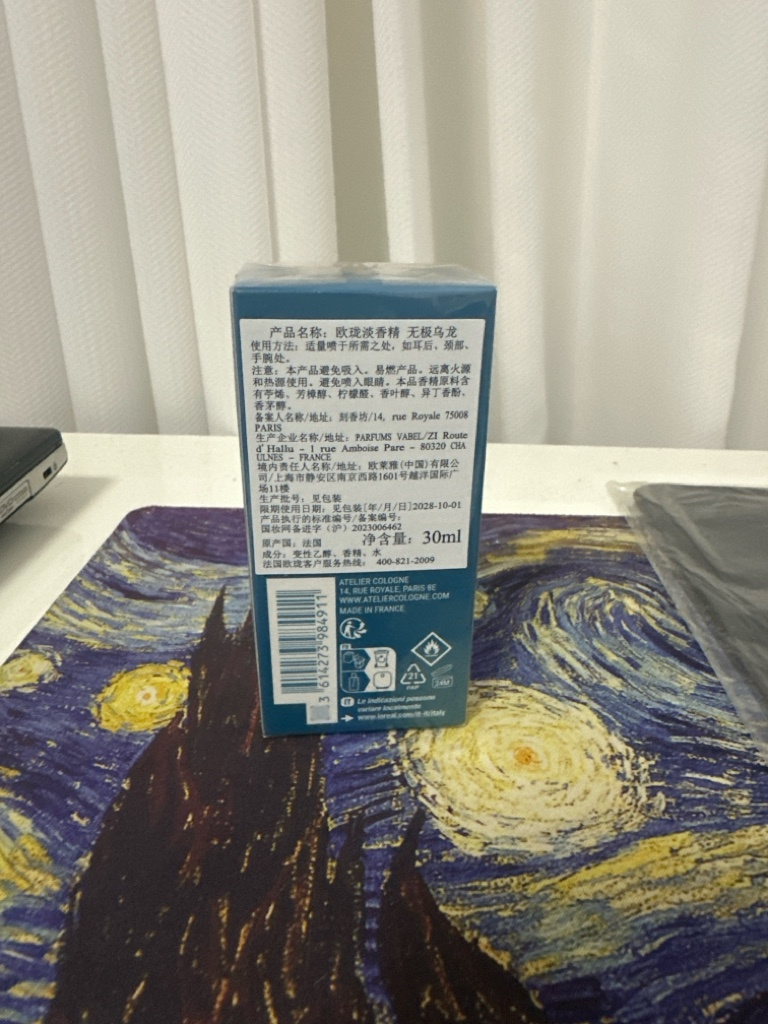 产品名称：欧珑淡香精 无极乌龙
使用方法：适量喷于所需之处，如耳后、颈部、
手腕处。
注意：本产品避免吸入。易燃产品。远离火源
和热源使用。避免喷入眼睛。本品香精原料含
有苧烯、芳樟醇、柠檬醛、香叶醇、异丁香酚、
香茅醇。
备案人名称/地址：刻香坊/14, rue Royale 75008
PARIS
生产企业名称/地址：PARFUMS VABEL/ZI Route
d'Hallu - 1 rue Amboise Pare - 80320 CHA
ULNES - FRANCE
境内责任人名称/地址：欧莱雅(中国)有限公
司/上海市静安区南京西路1601号越洋国际广
场11楼
生产批号：见包装
限期使用日期：见包装[年/月/日]2028-10-01
产品执行的标准编号/备案编号：
国妆网备进字（沪）2023006462
原产国：法国 净含量：30ml
成分：变性乙醇、香精、水
法国欧珑客户服务热线：400-821-2009
ATELIER COLOGNE
14, RUE ROYALE, PARIS 8E
WWW.ATELIERCOLOGNE.COM
MADE IN FRANCE
3 614273 984911
FR
21
PAP
24M
IT Le indicazioni possono
variare localmente
www.loreal.com/it-it/italy